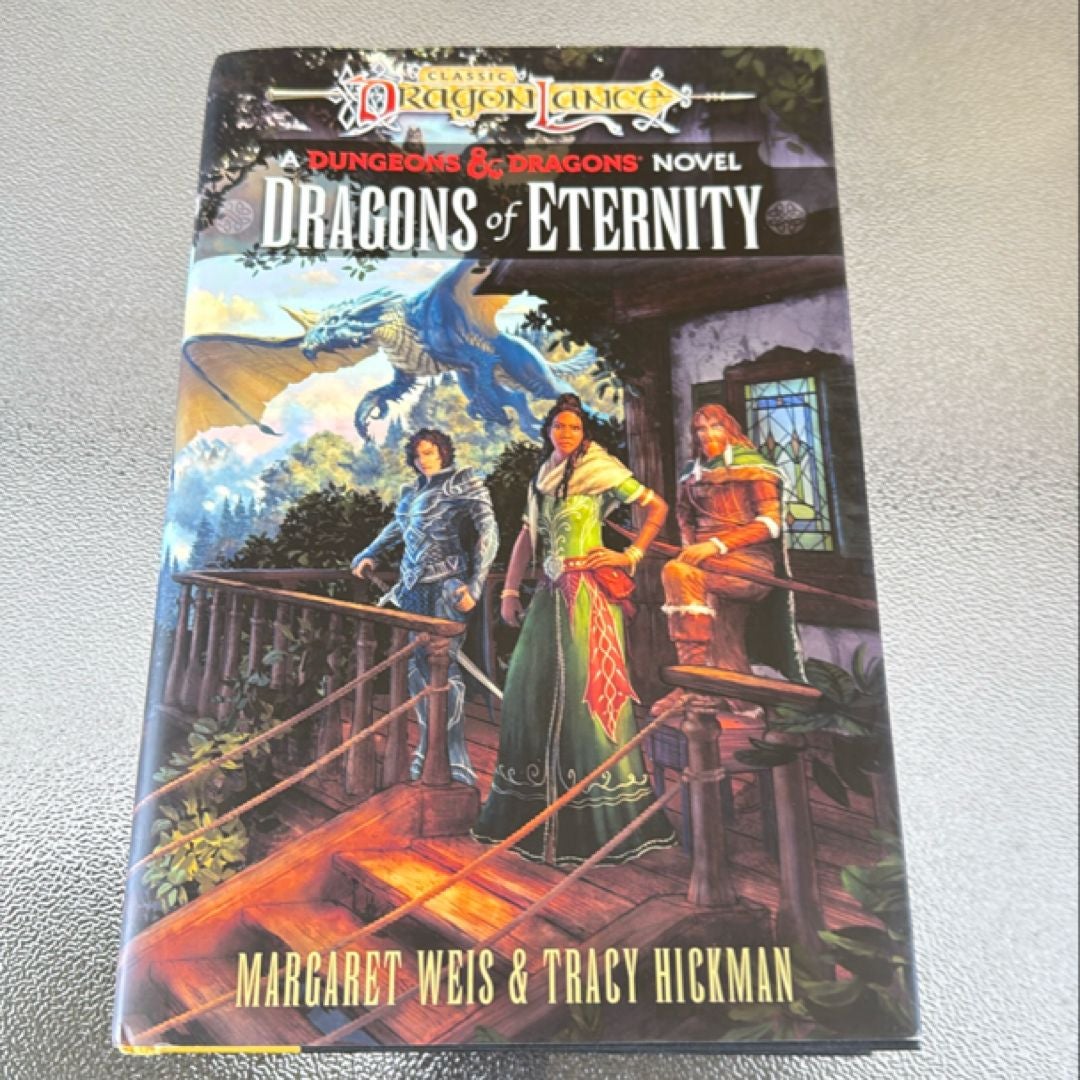 CLASSIC
DRAGONLANCE
A DUNGEONS & DRAGONS NOVEL
DRAGONS of ETERNITY
MARGARET WEIS & TRACY HICKMAN